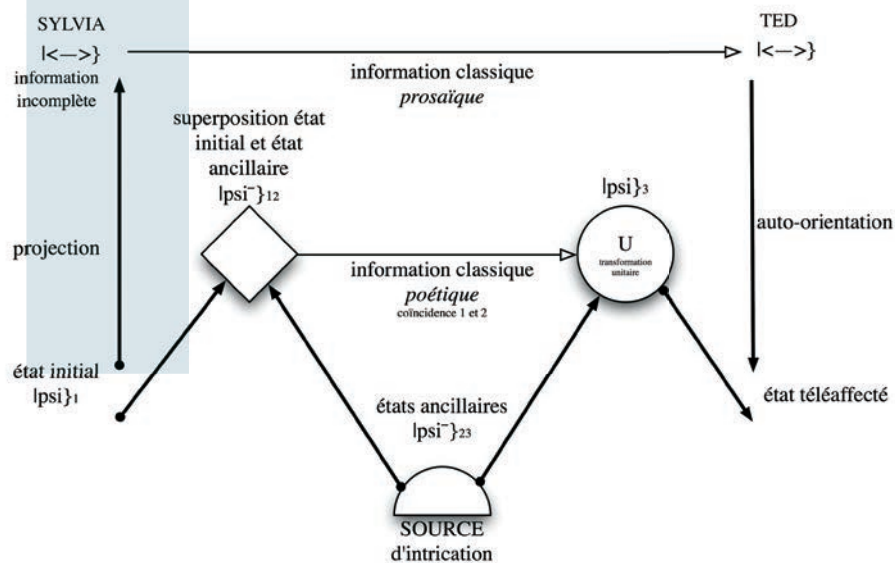 SYLVIA
|<—>}
information
incomplète
TED
|<—>}
information classique
prosaïque
superposition état
initial et état
ancillaire
|psi⁻}₁₂
|psi}₃
projection
U
transformation
unitaire
auto-orientation
information classique
poétique
coïncidence 1 et 2
état initial
|psi}₁
états ancillaires
|psi⁻}₂₃
état téléaffecté
SOURCE
d'intrication